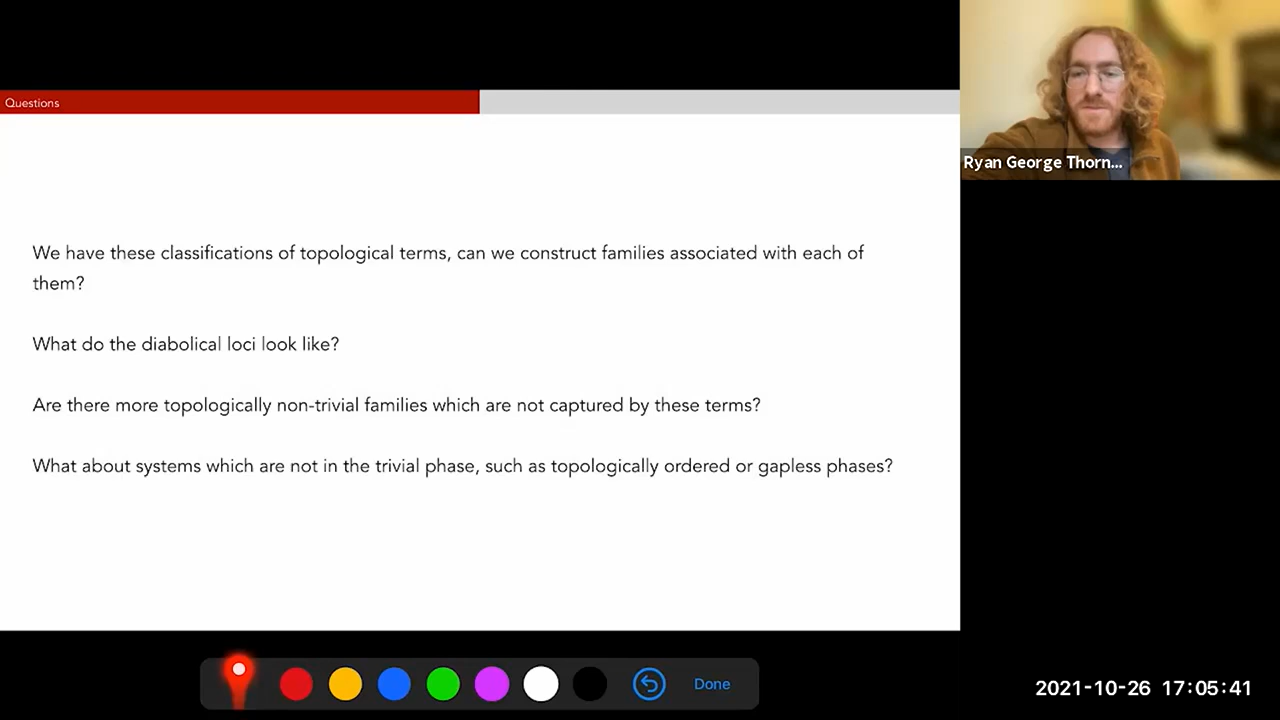 Questions
Ryan George Thorn...
We have these classifications of topological terms, can we construct families associated with each of
them?
What do the diabolical loci look like?
Are there more topologically non-trivial families which are not captured by these terms?
What about systems which are not in the trivial phase, such as topologically ordered or gapless phases?
Done
2021-10-26 17:05:41